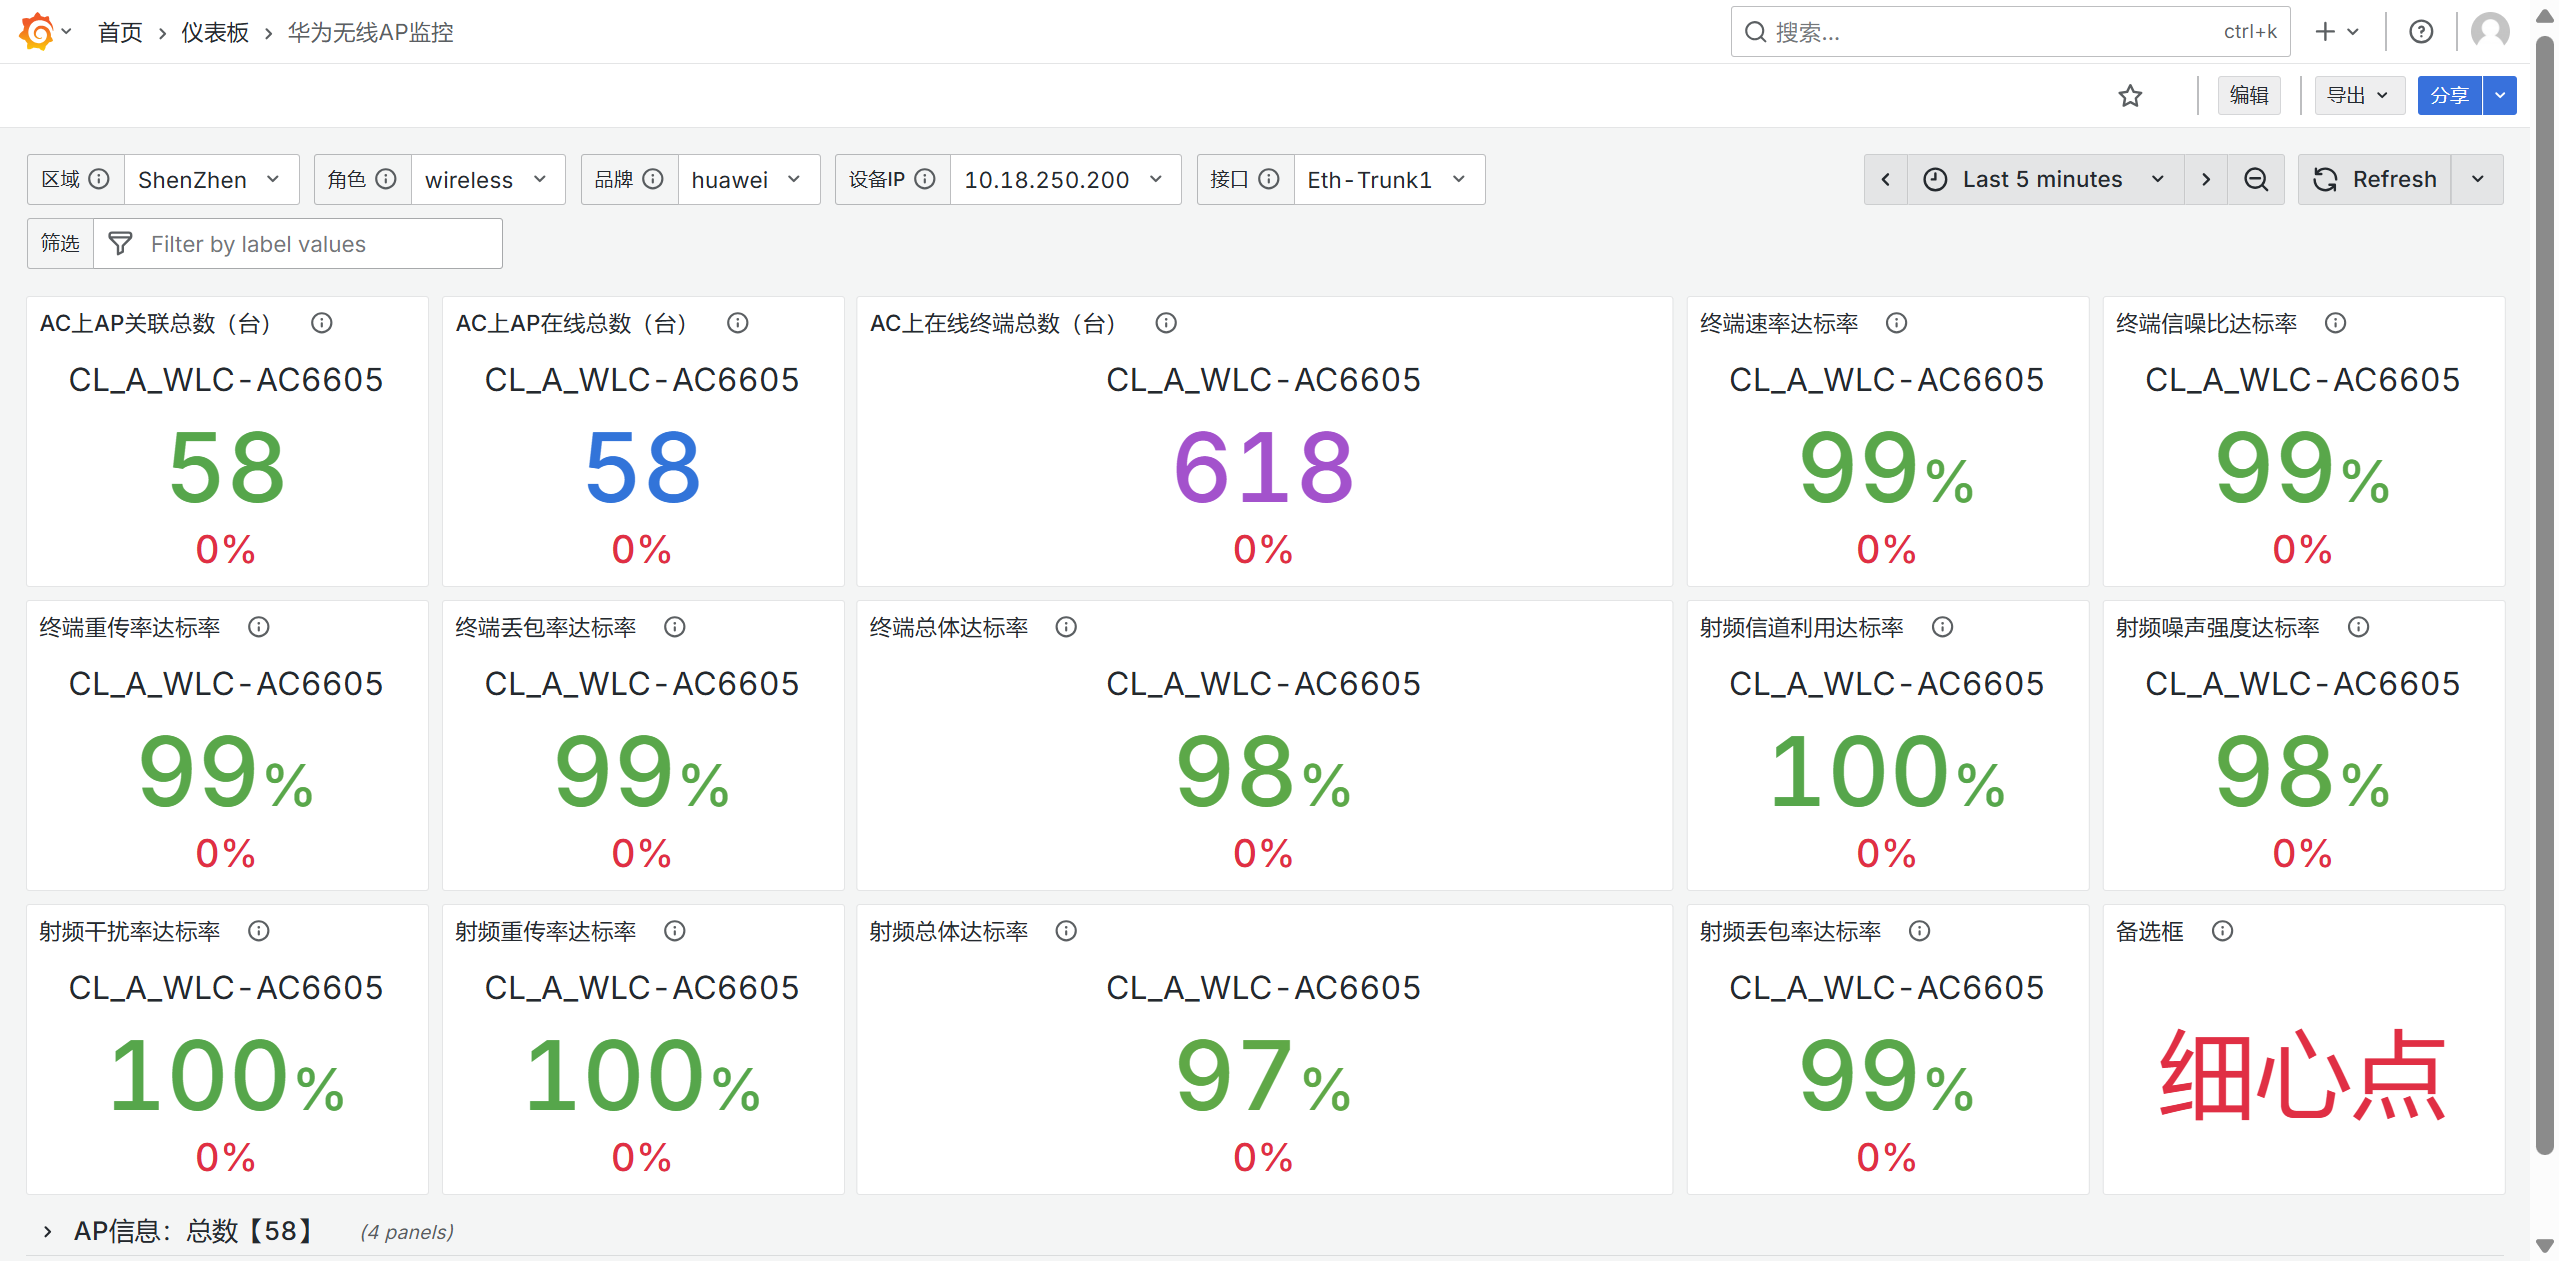 首页 › 仪表板 › 华为无线AP监控
搜索... ctrl+k
编辑 导出 分享
区域 ShenZhen 角色 wireless 品牌 huawei 设备IP 10.18.250.200 接口 Eth-Trunk1 Last 5 minutes Refresh
筛选 Filter by label values
AC上AP关联总数（台） AC上AP在线总数（台） AC上在线终端总数（台） 终端速率达标率 终端信噪比达标率
CL_A_WLC-AC6605 CL_A_WLC-AC6605 CL_A_WLC-AC6605 CL_A_WLC-AC6605 CL_A_WLC-AC6605
58 58 618 99% 99%
0% 0% 0% 0% 0%
终端重传率达标率 终端丢包率达标率 终端总体达标率 射频信道利用达标率 射频噪声强度达标率
CL_A_WLC-AC6605 CL_A_WLC-AC6605 CL_A_WLC-AC6605 CL_A_WLC-AC6605 CL_A_WLC-AC6605
99% 99% 98% 100% 98%
0% 0% 0% 0% 0%
射频干扰率达标率 射频重传率达标率 射频总体达标率 射频丢包率达标率 备选框
CL_A_WLC-AC6605 CL_A_WLC-AC6605 CL_A_WLC-AC6605 CL_A_WLC-AC6605
100% 100% 97% 99% 细心点
0% 0% 0% 0%
AP信息：总数【58】 (4 panels)